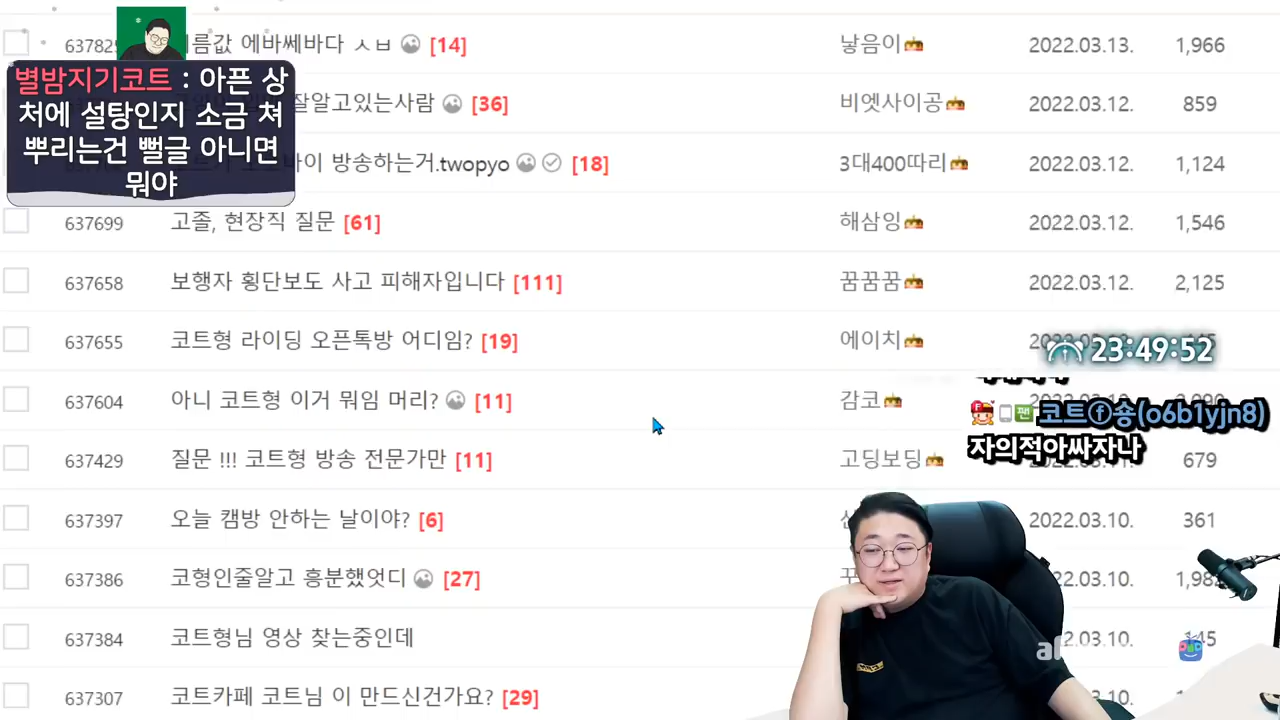 별밤지기코트 : 아픈 상
처에 설탕인지 소금 쳐
뿌리는건 뻘글 아니면
뭐야
름값 에바쎄바다 ㅅㅂ [14] 낳음이 2022.03.13. 1,966
잘알고있는사람 [36] 비엣사이공 2022.03.12. 859
방송하는거.twopyo [18] 3대400따리 2022.03.12. 1,124
637699 고졸, 현장직 질문 [61] 해삼잉 2022.03.12. 1,546
637658 보행자 횡단보도 사고 피해자입니다 [111] 꿈꿈꿈 2022.03.12. 2,125
637655 코트형 라이딩 오픈톡방 어디임? [19] 에이치
23:49:52
637604 아니 코트형 이거 뭐임 머리? [11] 감코
코트ⓕ숑(o6b1yjn8)
자의적아싸자나
637429 질문 !!! 코트형 방송 전문가만 [11] 고딩보딩 679
637397 오늘 캠방 안하는 날이야? [6] 2022.03.10. 361
637386 코형인줄알고 흥분했엇디 [27] 2022.03.10.
637384 코트형님 영상 찾는중인데
637307 코트카페 코트님 이 만드신건가요? [29]